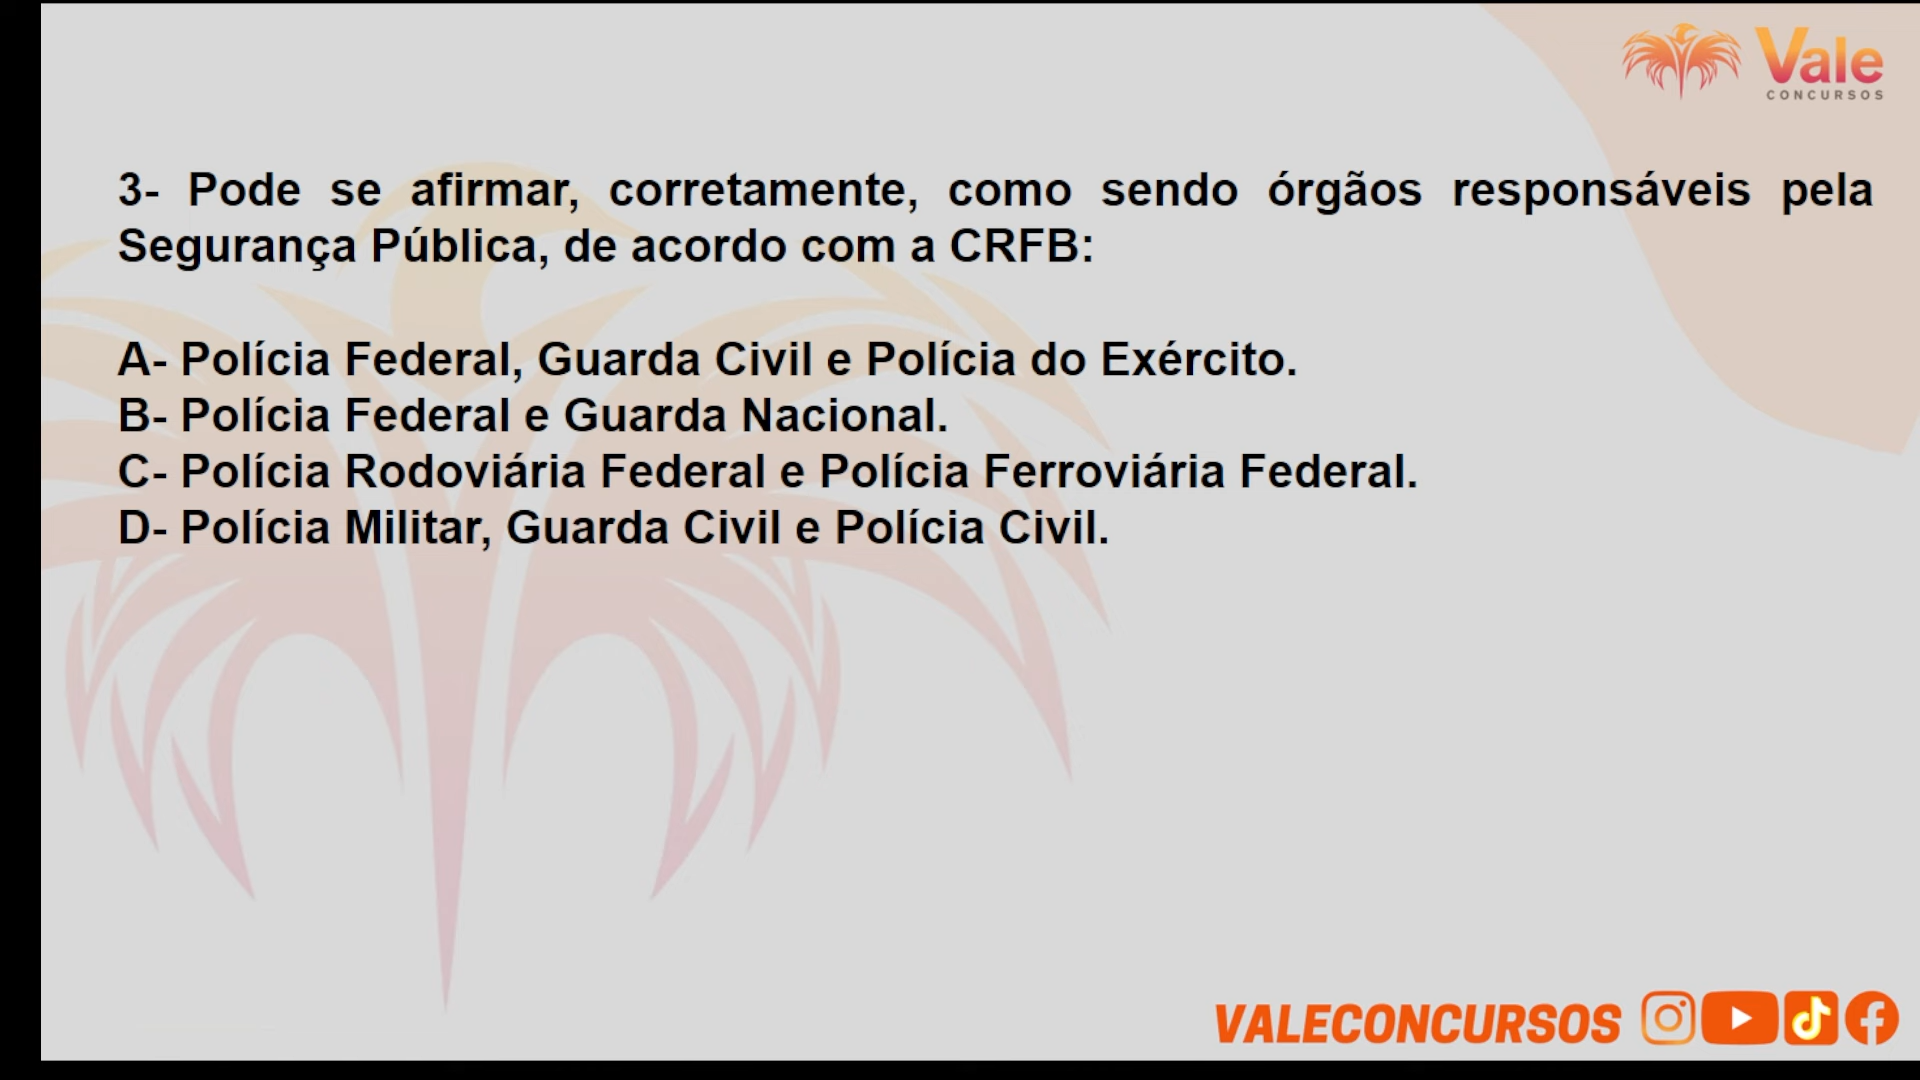 Vale
CONCURSOS
3- Pode se afirmar, corretamente, como sendo órgãos responsáveis pela
Segurança Pública, de acordo com a CRFB:
A- Polícia Federal, Guarda Civil e Polícia do Exército.
B- Polícia Federal e Guarda Nacional.
C- Polícia Rodoviária Federal e Polícia Ferroviária Federal.
D- Polícia Militar, Guarda Civil e Polícia Civil.
VALECONCURSOS